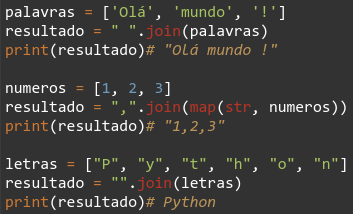 palavras = ['Olá', 'mundo', '!']
resultado = " ".join(palavras)
print(resultado)# "Olá mundo !"
numeros = [1, 2, 3]
resultado = ",".join(map(str, numeros))
print(resultado)# "1,2,3"
letras = ["P", "y", "t", "h", "o", "n"]
resultado = "".join(letras)
print(resultado)# Python